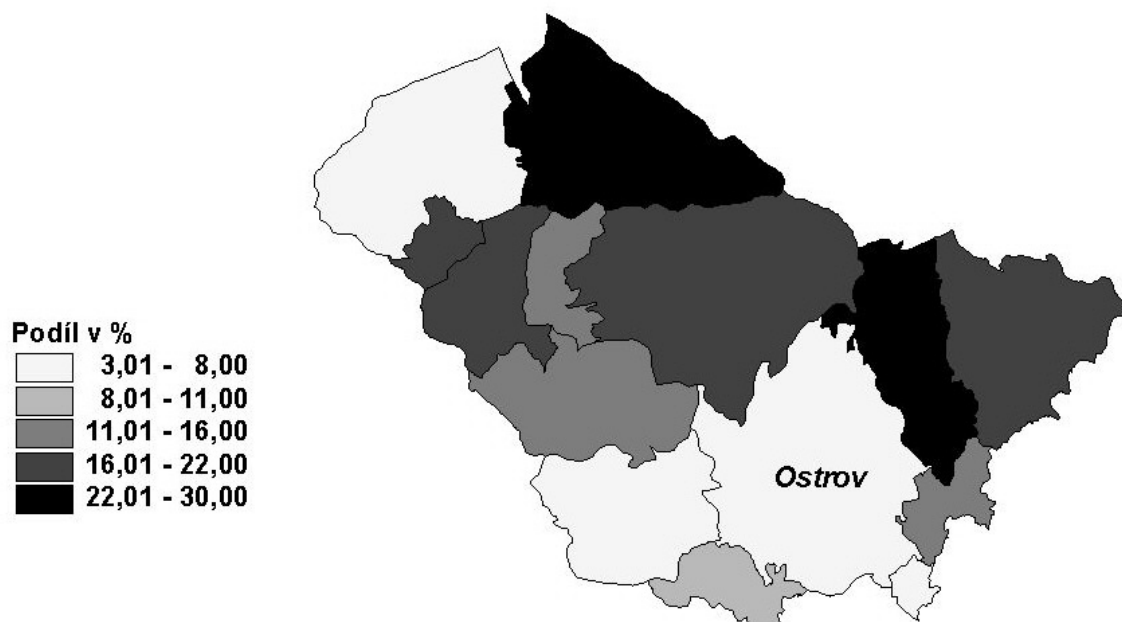 Podíl v %
3,01 - 8,00
8,01 - 11,00
11,01 - 16,00
16,01 - 22,00
22,01 - 30,00
Ostrov